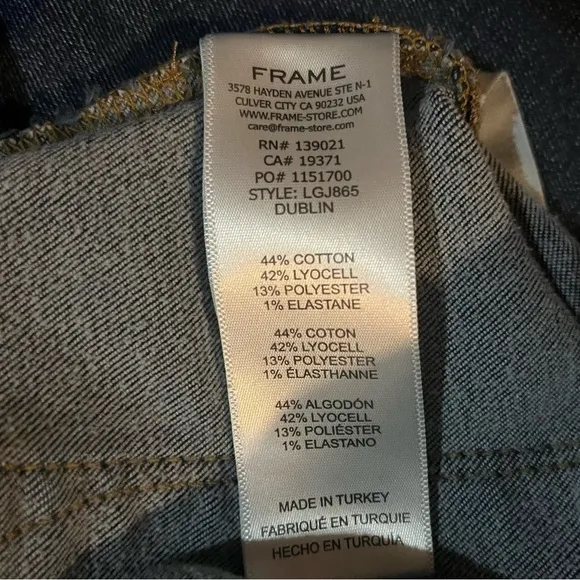 FRAME
3578 HAYDEN AVENUE STE N-1
CULVER CITY CA 90232 USA
WWW.FRAME-STORE.COM
care@frame-store.com
RN# 139021
CA# 19371
PO# 1151700
STYLE: LGJ865
DUBLIN
44% COTTON
42% LYOCELL
13% POLYESTER
1% ELASTANE
44% COTON
42% LYOCELL
13% POLYESTER
1% ÉLASTHANNE
44% ALGODÓN
42% LYOCELL
13% POLIÉSTER
1% ELASTANO
MADE IN TURKEY
FABRIQUÉ EN TURQUIE
HECHO EN TURQUÍA